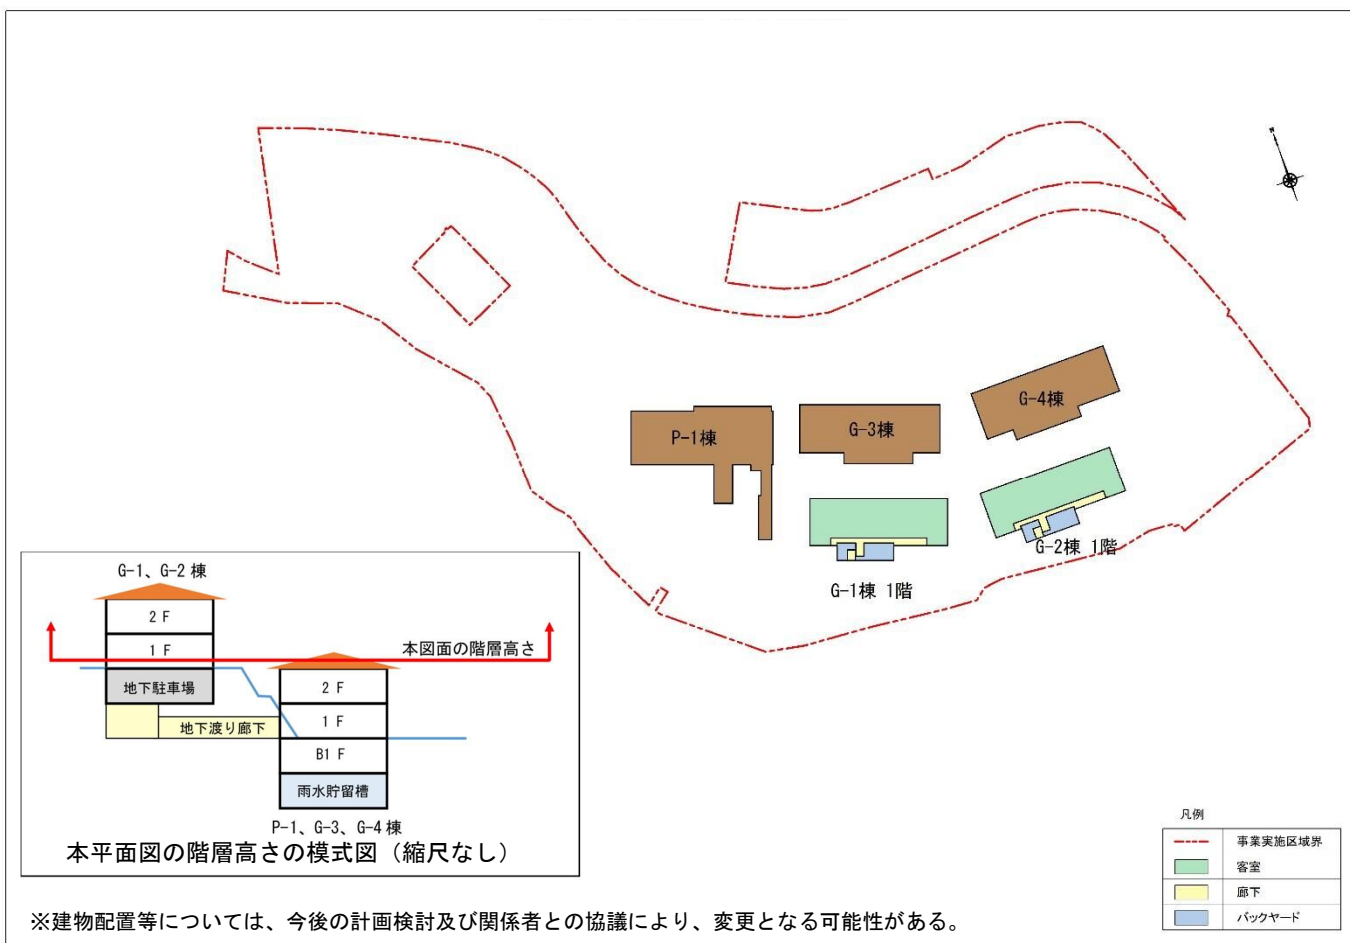 P-1棟
G-3棟
G-4棟
G-1棟 1階
G-2棟 1階
G-1、G-2 棟
2 F
1 F
地下駐車場
地下渡り廊下
本図面の階層高さ
2 F
1 F
B1 F
雨水貯留槽
P-1、G-3、G-4 棟
本平面図の階層高さの模式図（縮尺なし）
凡例
事業実施区域界
客室
廊下
バックヤード
※建物配置等については、今後の計画検討及び関係者との協議により、変更となる可能性がある。